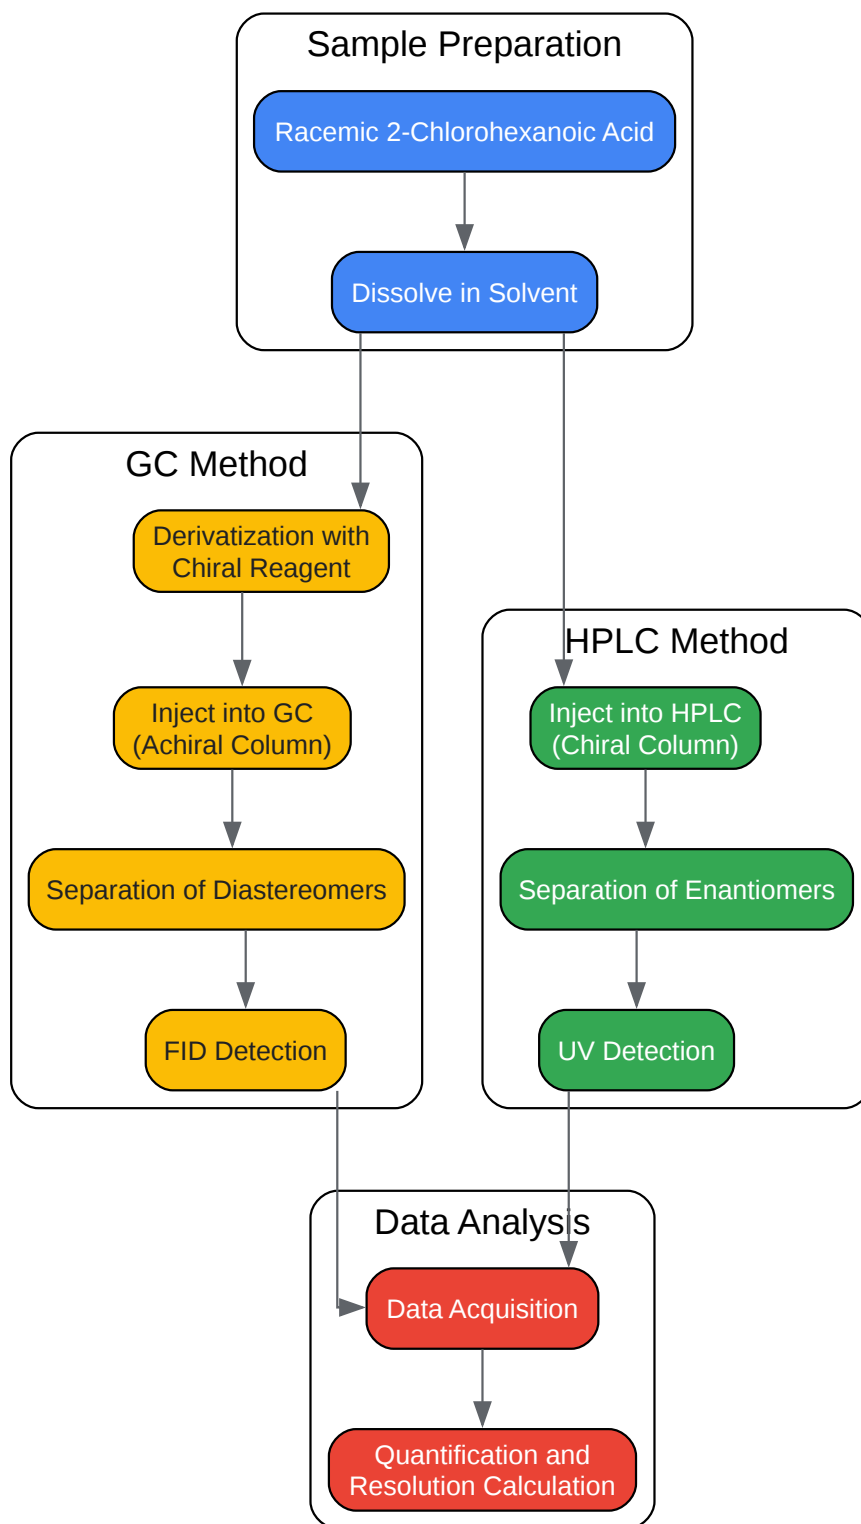 Sample Preparation
Racemic 2-Chlorohexanoic Acid
Dissolve in Solvent
GC Method
Derivatization with
Chiral Reagent
Inject into GC
(Achiral Column)
Separation of Diastereomers
FID Detection
HPLC Method
Inject into HPLC
(Chiral Column)
Separation of Enantiomers
UV Detection
Data Analysis
Data Acquisition
Quantification and
Resolution Calculation